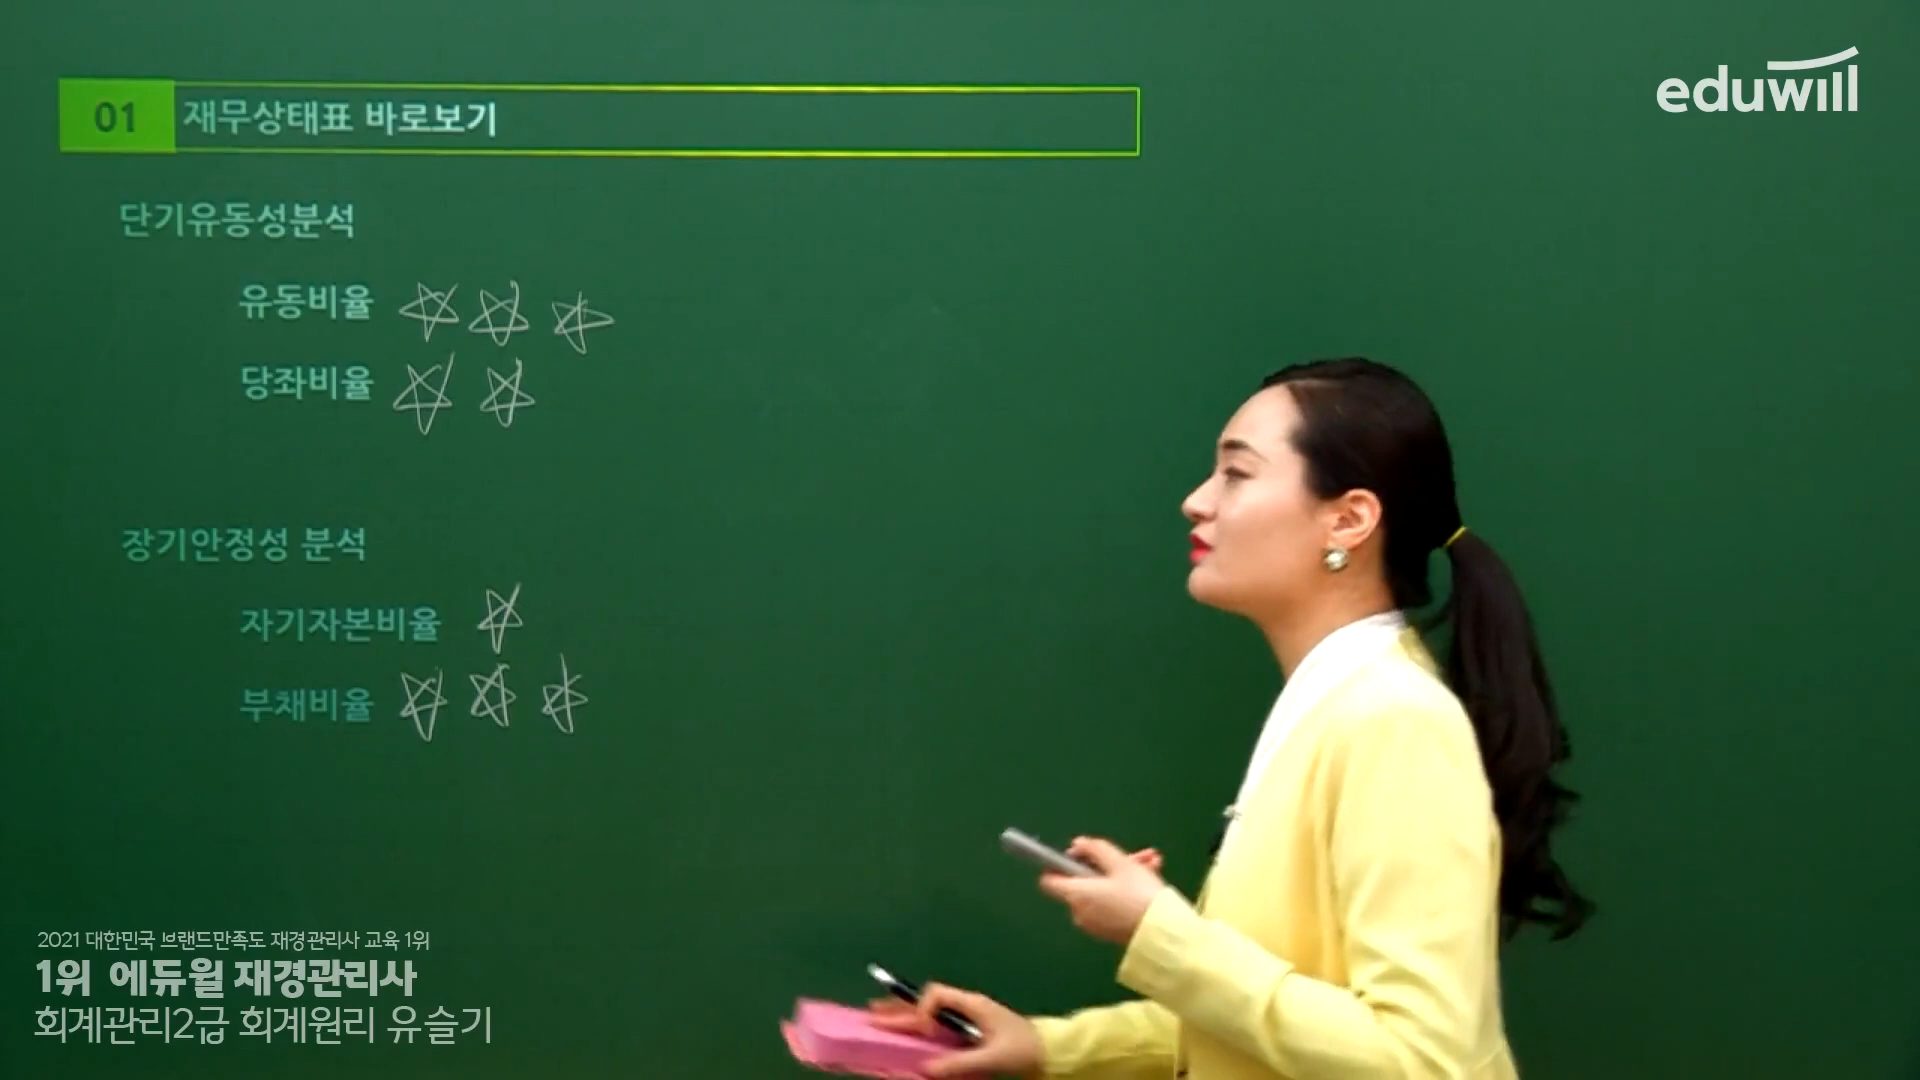 eduwill
01 재무상태표 바로보기
단기유동성분석
유동비율
당좌비율
장기안정성 분석
자기자본비율
부채비율
2021 대한민국 브랜드만족도 재경관리사 교육 1위
1위 에듀윌 재경관리사
회계관리2급 회계원리 유슬기